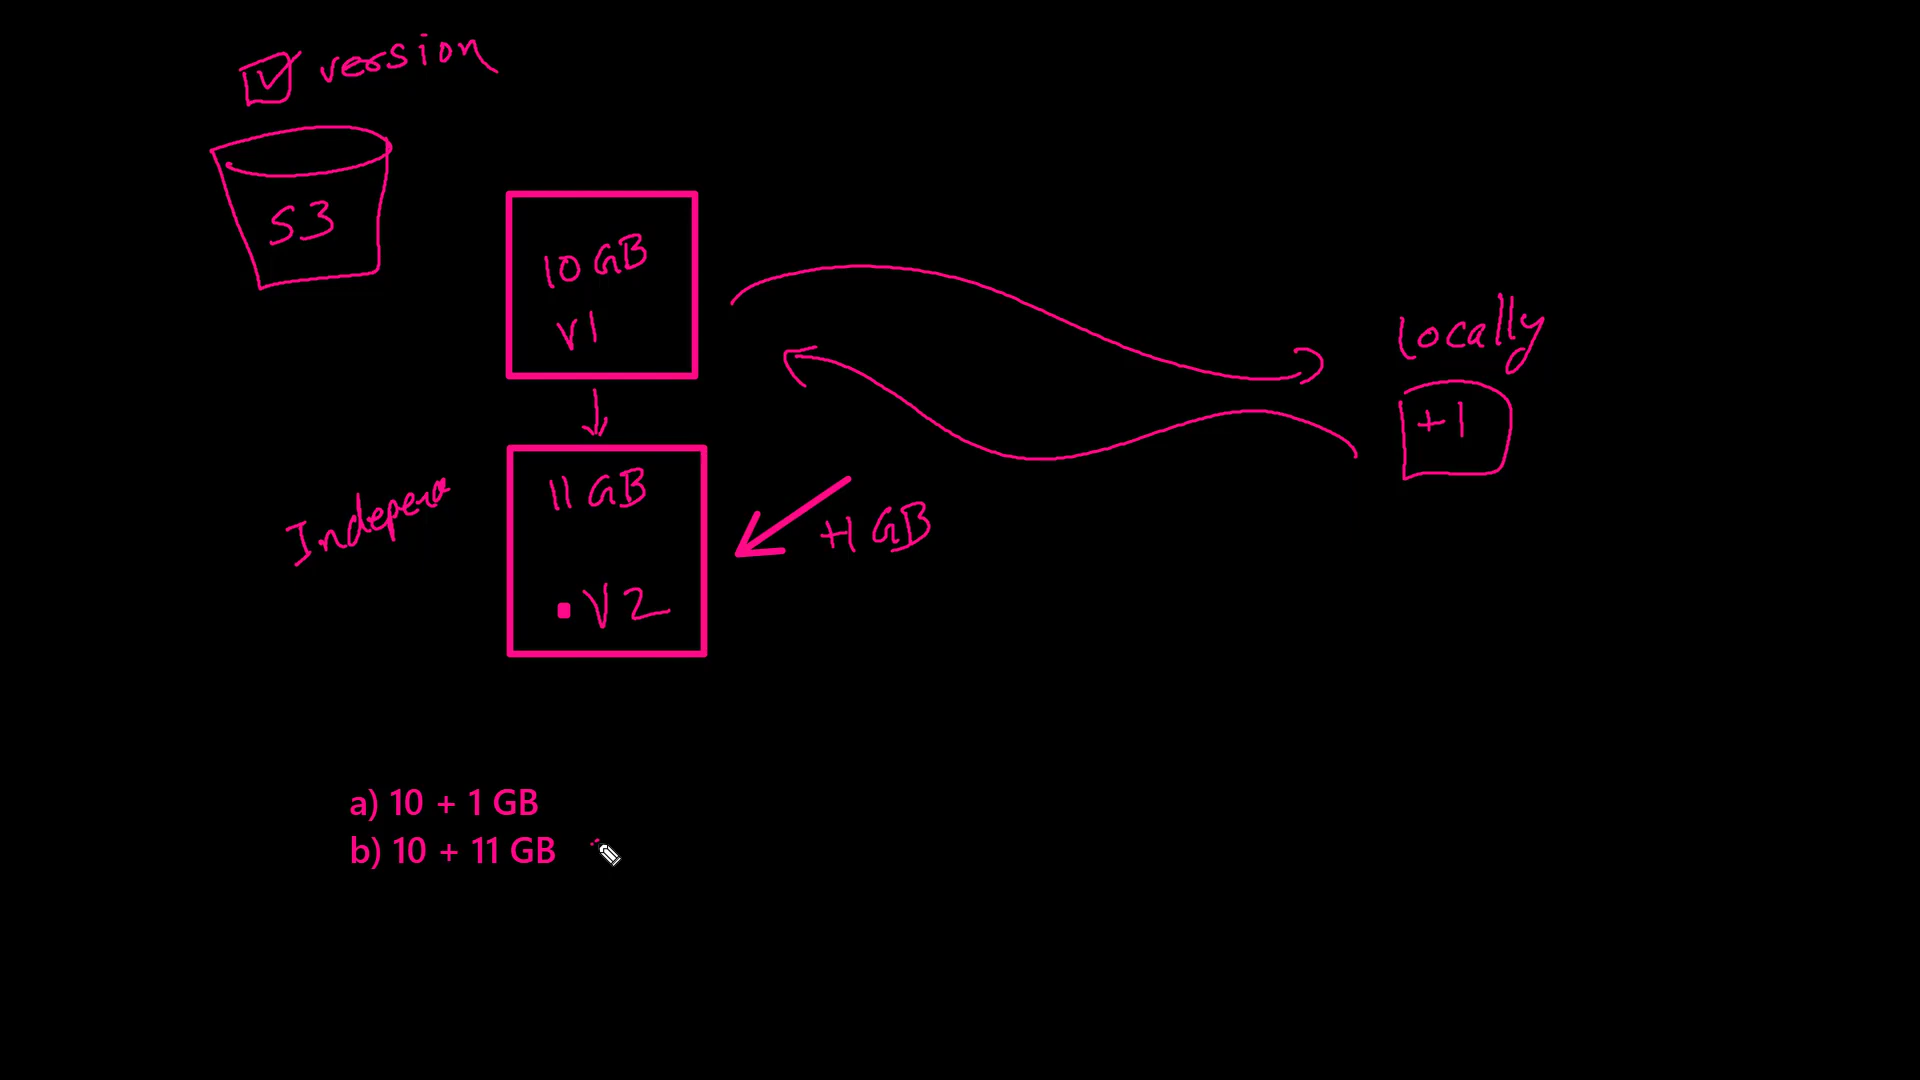 version
S3
10 GB
V1
locally
+1
11 GB
+1 GB
V2
a) 10 + 1 GB
b) 10 + 11 GB